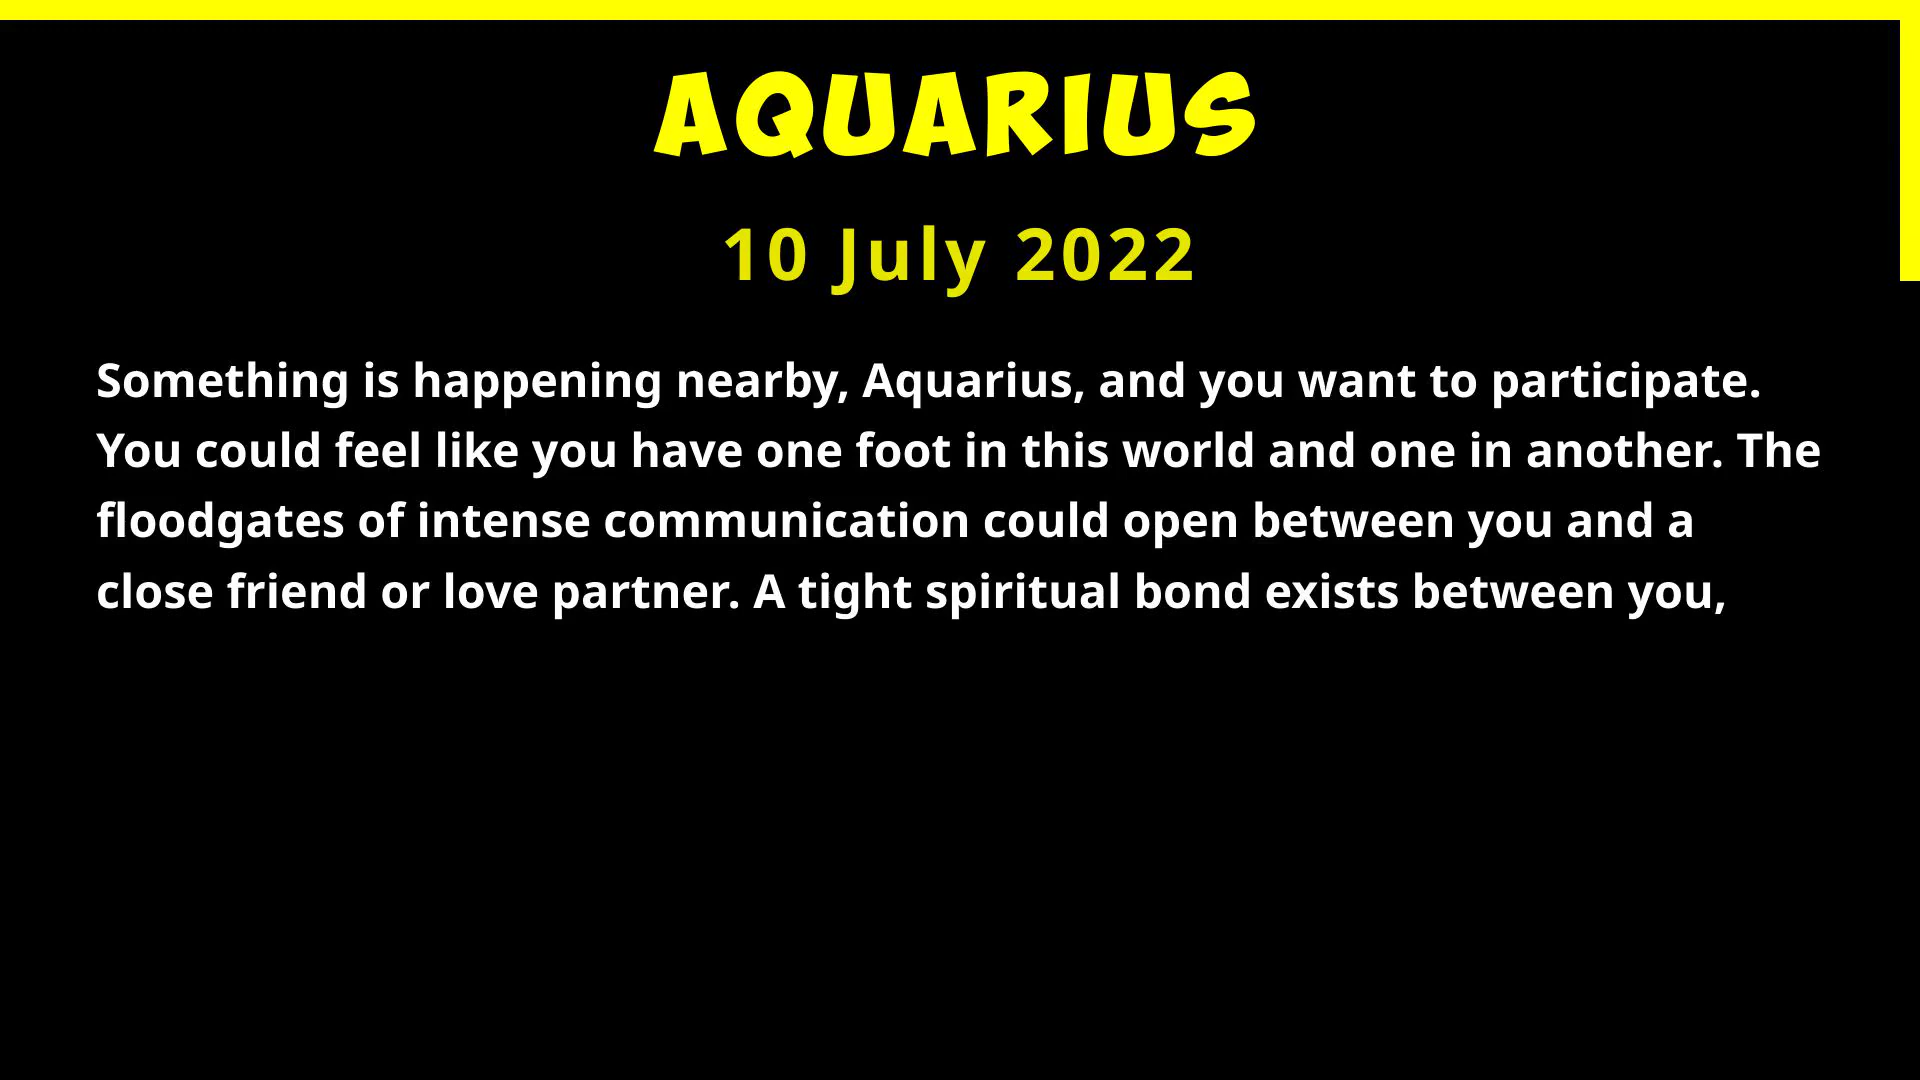 AQUARIUS
10 July 2022
Something is happening nearby, Aquarius, and you want to participate.
You could feel like you have one foot in this world and one in another. The
floodgates of intense communication could open between you and a
close friend or love partner. A tight spiritual bond exists between you,